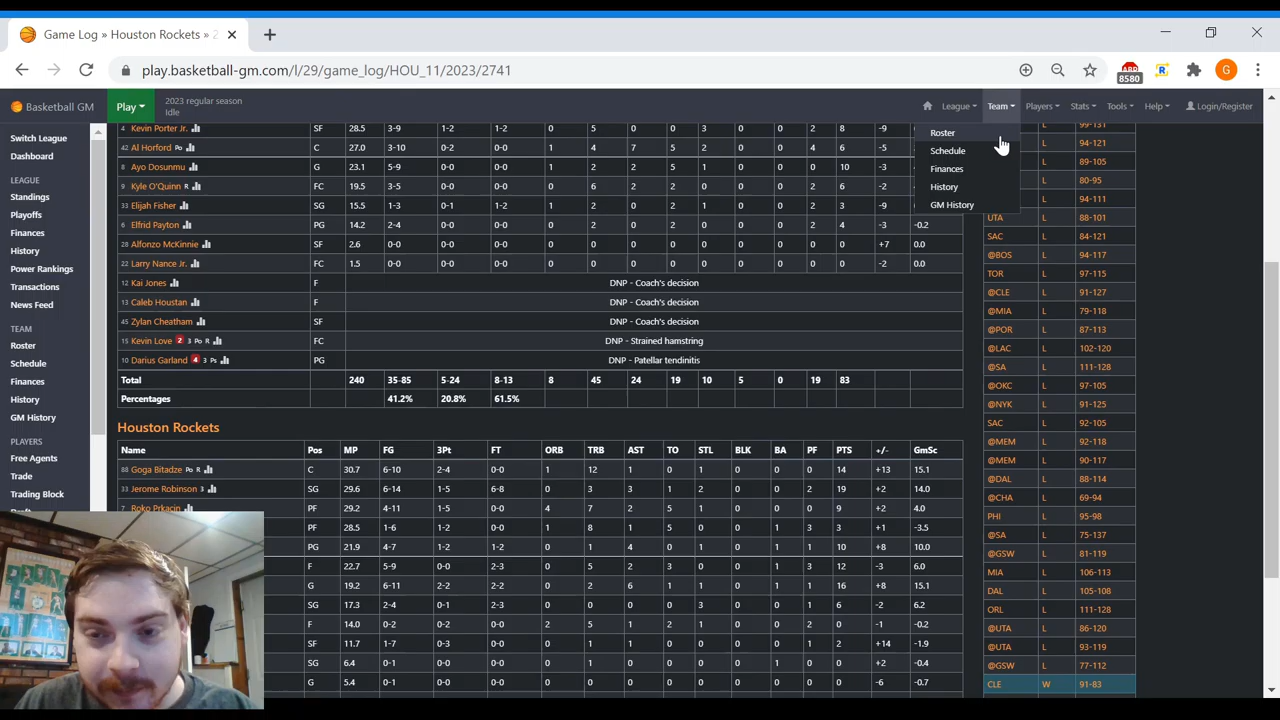 Game Log » Houston Rockets » 2
play.basketball-gm.com/l/29/game_log/HOU_11/2023/2741
ABP
8580
R
G
Basketball GM
Play
2023 regular season
Idle
League Team Players Stats Tools Help Login/Register
Switch League
Dashboard
LEAGUE
Standings
Playoffs
Finances
History
Power Rankings
Transactions
News Feed
TEAM
Roster
Schedule
Finances
History
GM History
PLAYERS
Free Agents
Trade
Trading Block
Roster
Schedule
Finances
History
GM History
4 Kevin Porter Jr. SF 28.5 3-9 1-2 1-2 0 5 0 3 0 0 2 8 -9
42 Al Horford Po C 27.0 3-10 0-2 0-0 1 4 7 5 2 0 0 4 6 -5
8 Ayo Dosunmu G 23.1 5-9 0-1 0-0 1 2 2 5 1 0 0 3 10 -3
9 Kyle O'Quinn R FC 19.5 3-5 0-0 0-0 0 6 2 2 0 0 0 2 6 -2
33 Elijah Fisher SG 15.5 1-3 0-1 1-2 1 2 0 1 0 0 0 2 3 -9
6 Elfrid Payton PG 14.2 2-4 0-0 0-0 0 2 0 2 0 0 0 2 4 -3 -0.2
28 Alfonzo McKinnie SF 2.6 0-0 0-0 0-0 0 0 0 0 0 0 0 0 0 +7 0.0
22 Larry Nance Jr. FC 1.5 0-0 0-0 0-0 0 0 0 0 0 0 0 0 0 -2 0.0
12 Kai Jones F DNP - Coach's decision
13 Caleb Houstan F DNP - Coach's decision
45 Zylan Cheatham SF DNP - Coach's decision
15 Kevin Love 2 3 Po R FC DNP - Strained hamstring
10 Darius Garland 4 3 Ps PG DNP - Patellar tendinitis
Total 240 35-85 5-24 8-13 8 45 24 19 10 5 0 19 83
Percentages 41.2% 20.8% 61.5%
Houston Rockets
Name Pos MP FG 3Pt FT ORB TRB AST TO STL BLK BA PF PTS +/- GmSc
88 Goga Bitadze Po R C 30.7 6-10 2-4 0-0 1 12 1 0 1 0 0 0 14 +13 15.1
33 Jerome Robinson 3 SG 29.6 6-14 1-5 6-8 0 3 3 1 2 0 0 2 19 +2 14.0
7 Roko Prkacin PF 29.2 4-11 1-5 0-0 4 7 2 5 1 0 0 0 9 +2 4.0
PF 28.5 1-6 1-2 0-0 1 8 1 5 0 0 1 3 3 +1 -3.5
PG 21.9 4-7 1-2 1-2 0 1 4 0 1 0 1 1 10 +8 10.0
F 22.7 5-9 0-0 2-3 0 5 2 3 0 0 1 3 12 -3 6.0
G 19.2 6-11 2-2 2-2 0 2 6 1 1 0 1 0 16 +8 15.1
SG 17.3 2-4 0-1 2-3 0 0 0 0 3 0 0 1 6 -2 6.2
F 14.0 0-2 0-2 0-0 2 5 1 2 1 0 0 2 0 -1 -0.2
SF 11.7 1-7 0-3 0-0 0 1 1 0 0 0 0 1 2 +14 -1.9
SG 6.4 0-1 0-0 0-0 0 1 0 0 0 0 1 0 0 +2 -0.4
G 5.4 0-1 0-0 0-0 0 0 0 0 0 0 0 0 0 -6 -0.7
L 99-131
L 94-121
L 89-105
L 80-95
L 94-111
UTA L 88-101
SAC L 84-121
@BOS L 94-117
TOR L 97-115
@CLE L 91-127
@MIA L 79-118
@POR L 87-113
@LAC L 102-120
@SA L 111-128
@OKC L 97-105
@NYK L 91-125
SAC L 92-105
@MEM L 92-118
@MEM L 90-117
@DAL L 88-114
@CHA L 69-94
PHI L 95-98
@SA L 75-137
@GSW L 81-119
MIA L 106-113
DAL L 105-108
ORL L 111-128
@UTA L 86-120
@UTA L 93-119
@GSW L 77-112
CLE W 91-83